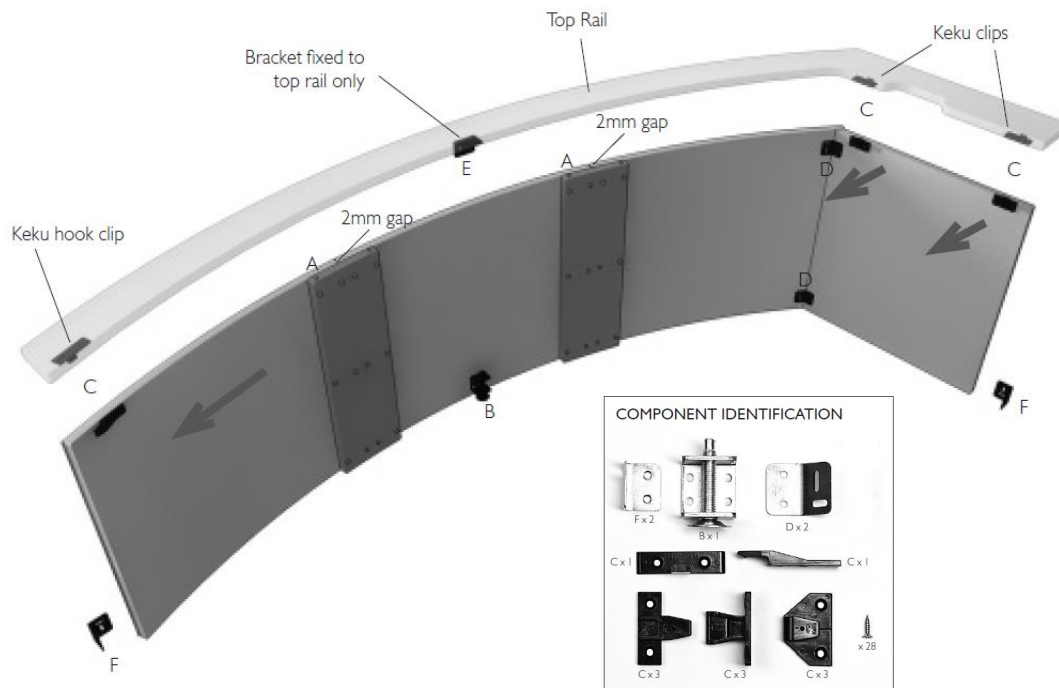 Top Rail
Keku clips
Bracket fixed to
top rail only
C
2mm gap
E
A
D
C
2mm gap
Keku hook clip
A
D
C
B
F
F
COMPONENT IDENTIFICATION
F x 2
B x 1
D x 2
C x 1
C x 1
C x 3
C x 3
C x 3
x 28